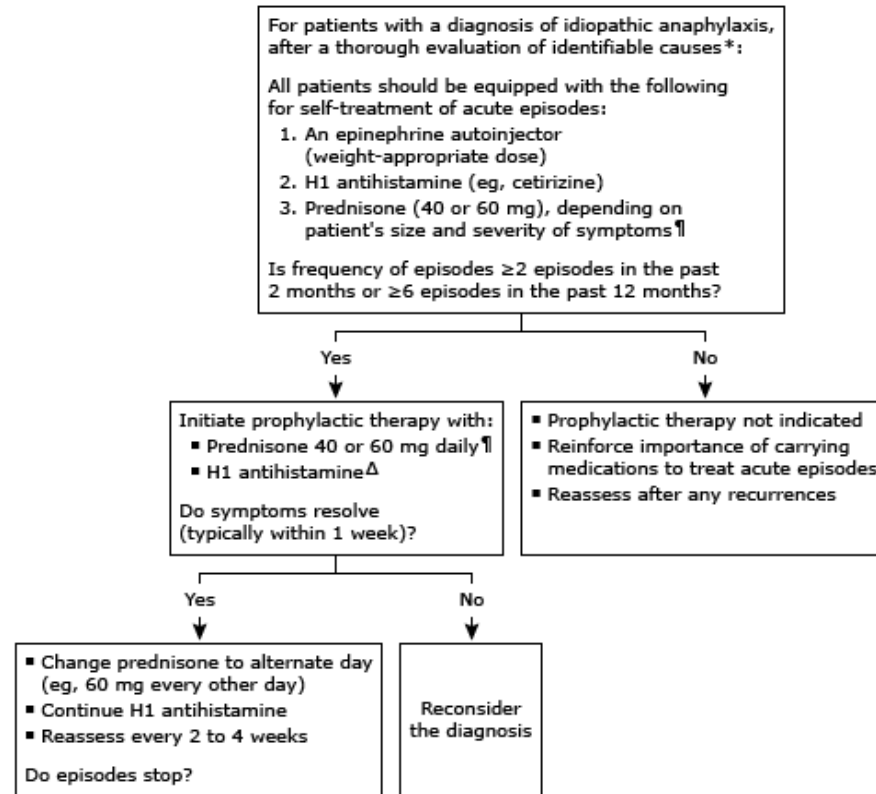 For patients with a diagnosis of idiopathic anaphylaxis,
after a thorough evaluation of identifiable causes*:
All patients should be equipped with the following
for self-treatment of acute episodes:
1. An epinephrine autoinjector
(weight-appropriate dose)
2. H1 antihistamine (eg, cetirizine)
3. Prednisone (40 or 60 mg), depending on
patient's size and severity of symptoms¶
Is frequency of episodes ≥2 episodes in the past
2 months or ≥6 episodes in the past 12 months?
Yes
No
Initiate prophylactic therapy with:
▪ Prednisone 40 or 60 mg daily¶
▪ H1 antihistamineΔ
Do symptoms resolve
(typically within 1 week)?
▪ Prophylactic therapy not indicated
▪ Reinforce importance of carrying
medications to treat acute episodes
▪ Reassess after any recurrences
Yes
No
▪ Change prednisone to alternate day
(eg, 60 mg every other day)
▪ Continue H1 antihistamine
▪ Reassess every 2 to 4 weeks
Do episodes stop?
Reconsider
the diagnosis